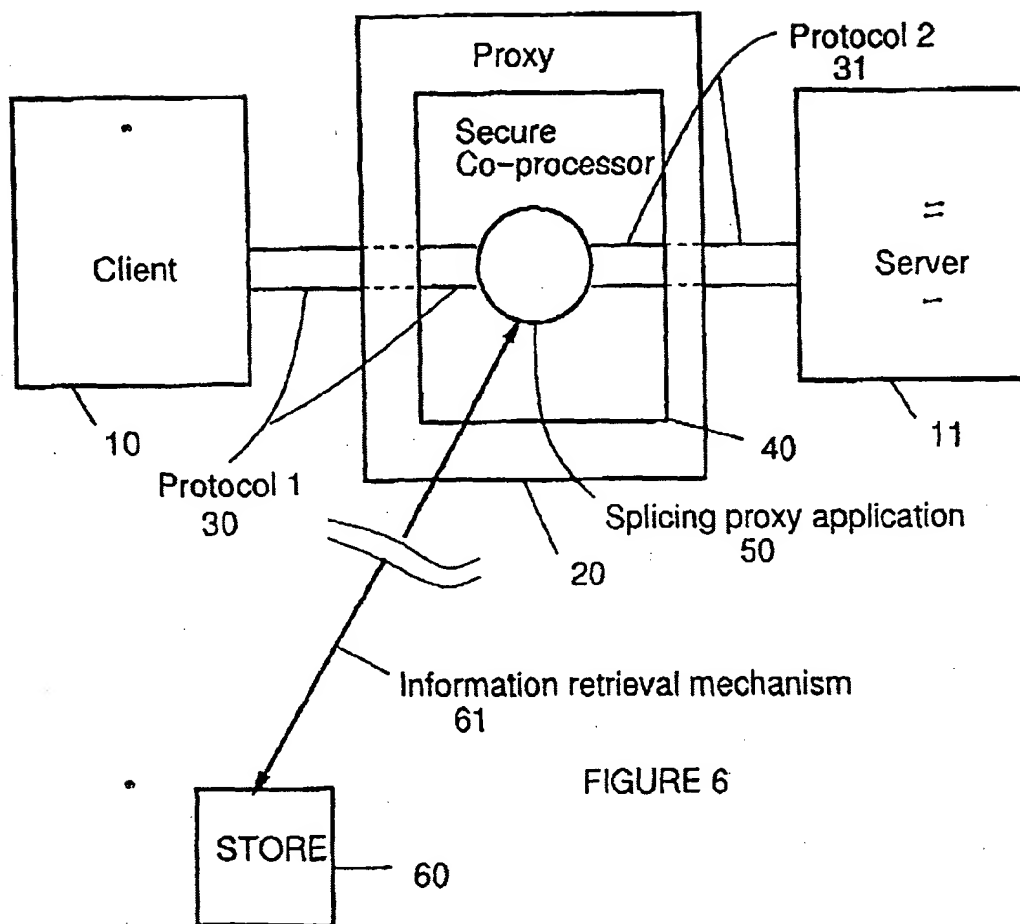 Proxy
Protocol 2
31
Secure
Co-processor
Client
Server
10
40
11
Protocol 1
30
Splicing proxy application
50
20
Information retrieval mechanism
61
FIGURE 6
STORE
60